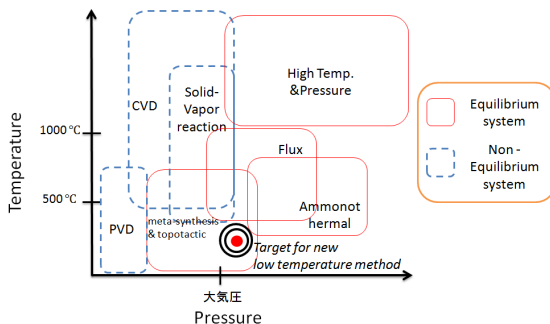 Temperature
1000℃
500℃
CVD
Solid-
Vapor
reaction
High Temp.
&Pressure
Flux
Ammonot
hermal
PVD
meta synthesis
& topotactic
Target for new
low temperature method
大気圧
Pressure
Equilibrium
system
Non -
Equilibrium
system